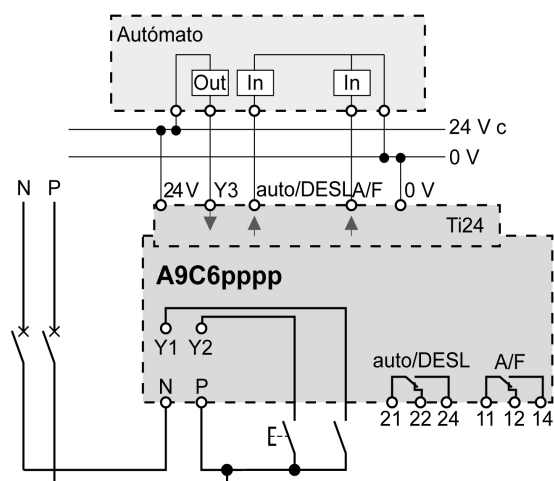 Autómato
Out In In
24 V c
0 V
N P
24 V Y3 auto/DESL A/F 0 V
Ti24
A9C6pppp
Y1 Y2
auto/DESL A/F
N P
21 22 24 11 12 14